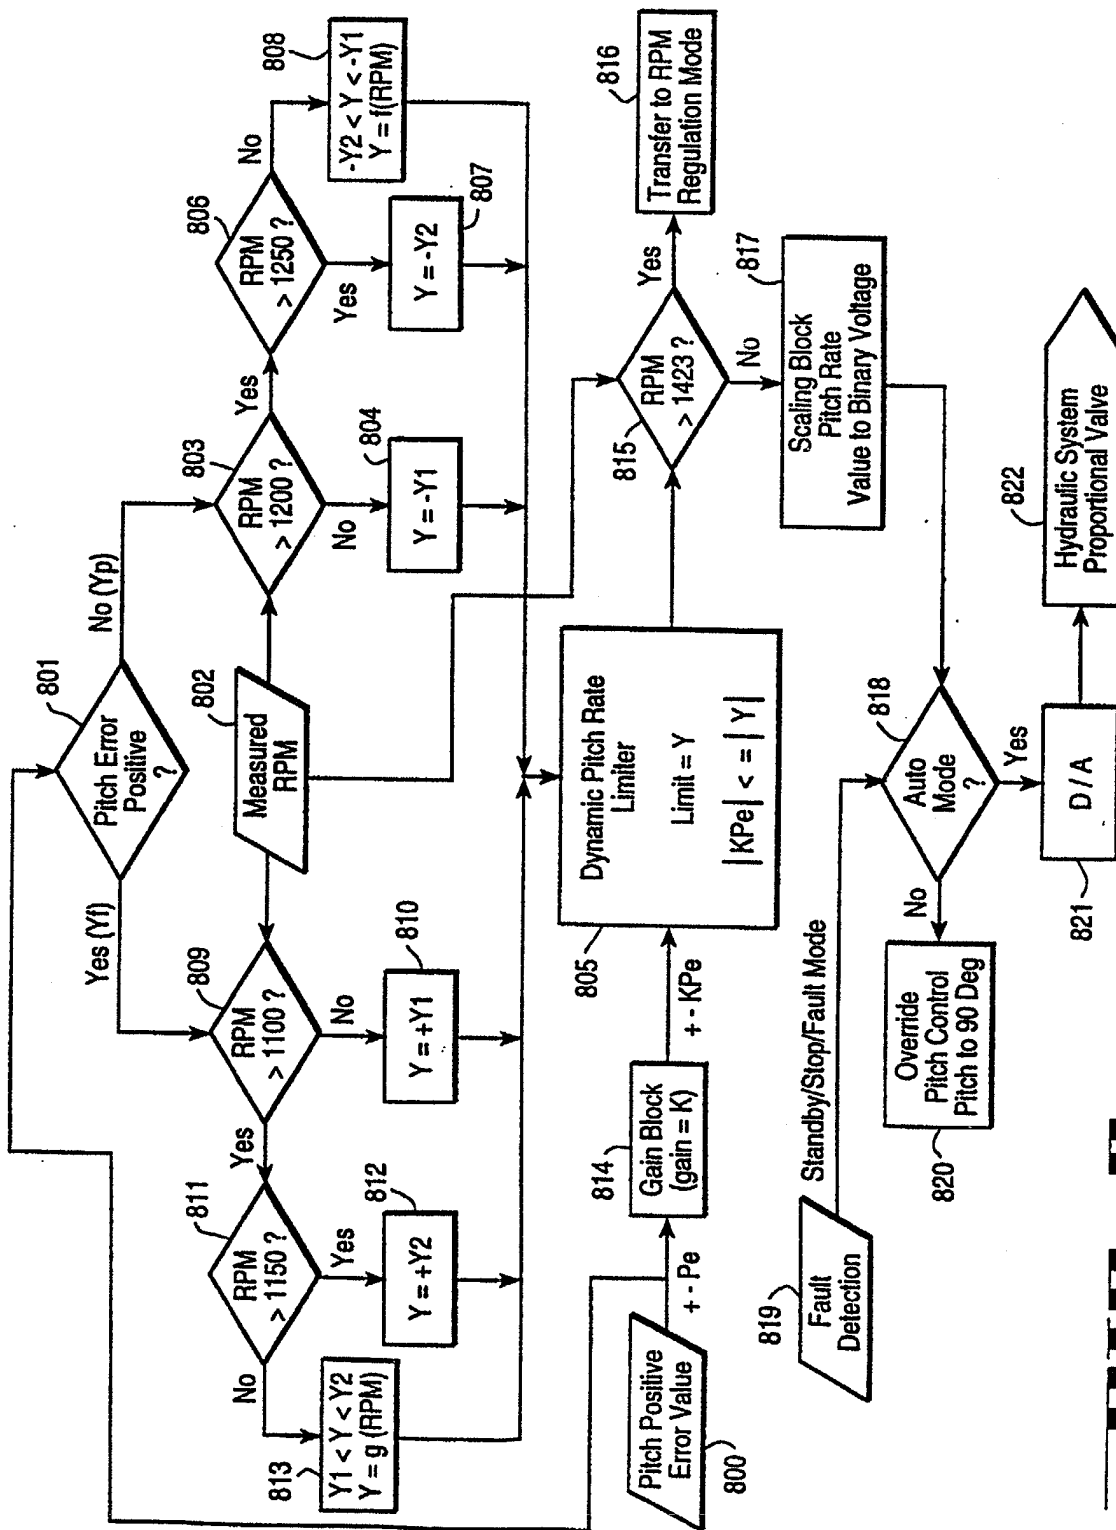 801
Pitch Error
Positive
?
Yes (Yf)
No (Yp)
802
Measured
RPM
811
RPM
> 1150 ?
Yes
No
Yes
809
RPM
> 1100 ?
No
803
RPM
> 1200 ?
Yes
No
806
RPM
> 1250 ?
No
Yes
813
Y1 < Y < Y2
Y = g (RPM)
812
Y = +Y2
810
Y = +Y1
804
Y = -Y1
807
Y = -Y2
808
-Y2 < Y < -Y1
Y = f(RPM)
800
Pitch Positive
Error Value
+ - Pe
814
Gain Block
(gain = K)
+ - KPe
805
Dynamic Pitch Rate
Limiter
Limit = Y
|KPe| < = |Y|
815
RPM
> 1423 ?
Yes
No
816
Transfer to RPM
Regulation Mode
817
Scaling Block
Pitch Rate
Value to Binary Voltage
819
Fault
Detection
Standby/Stop/Fault Mode
818
Auto
Mode
?
No
Yes
820
Override
Pitch Control
Pitch to 90 Deg
821
D / A
822
Hydraulic System
Proportional Valve